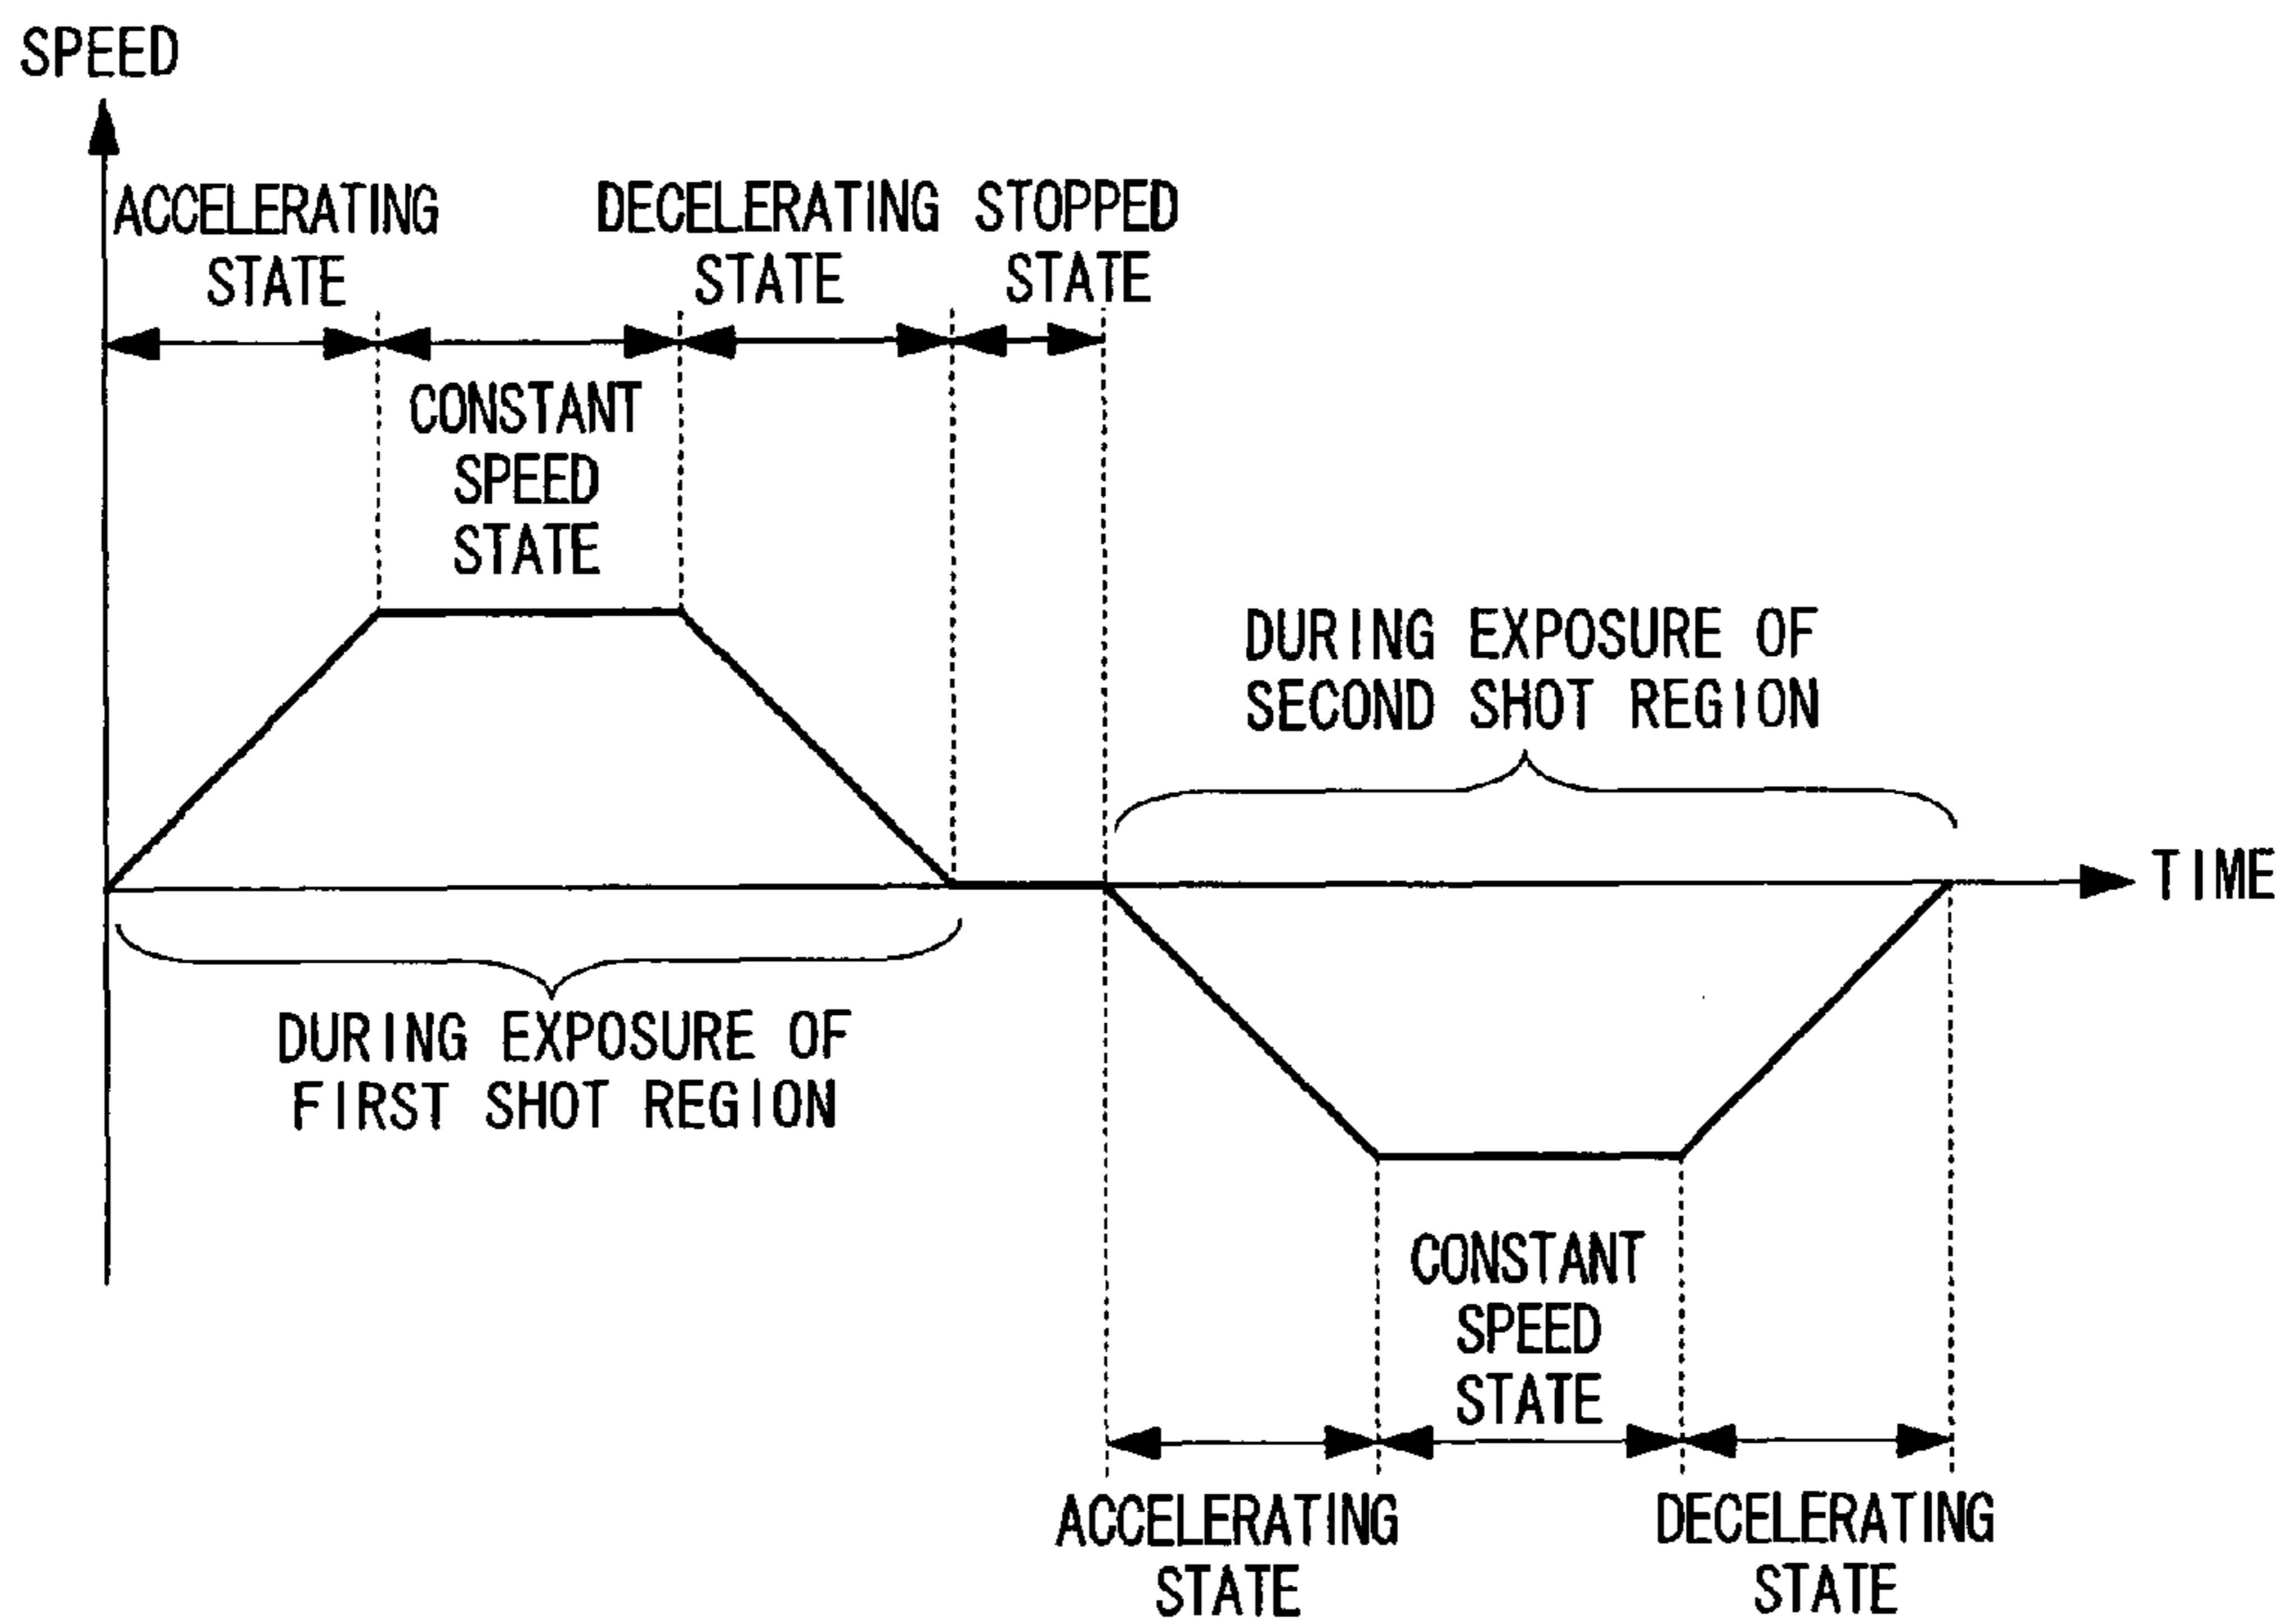 SPEED
ACCELERATING
STATE
DECELERATING
STATE
STOPPED
STATE
CONSTANT
SPEED
STATE
DURING EXPOSURE OF
SECOND SHOT REGION
TIME
DURING EXPOSURE OF
FIRST SHOT REGION
CONSTANT
SPEED
STATE
ACCELERATING
STATE
DECELERATING
STATE